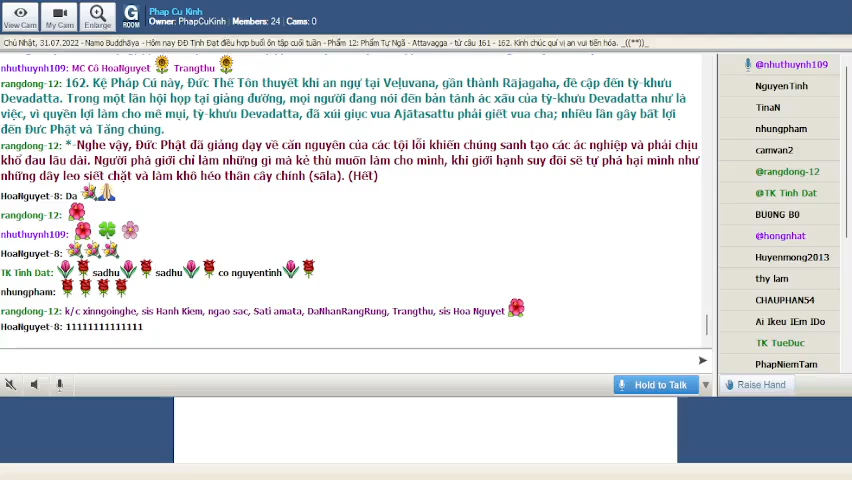 View Cam
My Cam
Enlarge
G ROOM
Phap Cu Kinh
Owner: PhapCuKinh | Members: 24 | Cams: 0
Chủ Nhật, 31.07.2022 - Namo Buddhāya - Hôm nay ĐĐ Tịnh Đạt điều hợp buổi ôn tập cuối tuần - Phẩm 12: Phẩm Tự Ngã - Attavagga - từ câu 161 - 162. Kính chúc quí vị an vui tiến hóa. _((**))_
nhuthuynh109: MC Cô HoaNguyet Trangthu
rangdong-12: 162. Kệ Pháp Cú này, Đức Thế Tôn thuyết khi an ngự tại Veḷuvana, gần thành Rājagaha, đề cập đến tỳ-khưu
Devadatta. Trong một lần hội họp tại giảng đường, mọi người đang nói đến bản tánh ác xấu của tỳ-khưu Devadatta như là
việc, vì quyền lợi làm cho mê muội, tỳ-khưu Devadatta, đã xúi giục vua Ajātasattu phải giết vua cha; nhiều lần gây bất lợi
đến Đức Phật và Tăng chúng.
rangdong-12: *-Nghe vậy, Đức Phật đã giảng dạy về căn nguyên của các tội lỗi khiến chúng sanh tạo các ác nghiệp và phải chịu
khổ đau lâu dài. Người phá giới chỉ làm những gì mà kẻ thù muốn làm cho mình, khi giới hạnh suy đồi sẽ tự phá hại mình như
những dây leo siết chặt và làm khô héo thân cây chính (sāla). (Hết)
HoaNguyet-8: Dạ
rangdong-12:
nhuthuynh109:
HoaNguyet-8:
TK Tinh Dat: sadhu sadhu co nguyentinh
nhungpham:
rangdong-12: k/c xinngoinghe, sis Hanh Kiem, ngao sac, Sati amata, DaNhanRangRung, Trangthu, sis Hoa Nguyet
HoaNguyet-8: 11111111111111
Hold to Talk
@nhuthuynh109
NguyenTinh
TinaN
nhungpham
camvan2
@rangdong-12
@TK Tinh Dat
BUONG BO
@hongnhat
Huyenmong2013
thy lam
CHAUPHAN54
Ai Ikeu IEm IDo
TK TueDuc
PhapNiemTam
Raise Hand